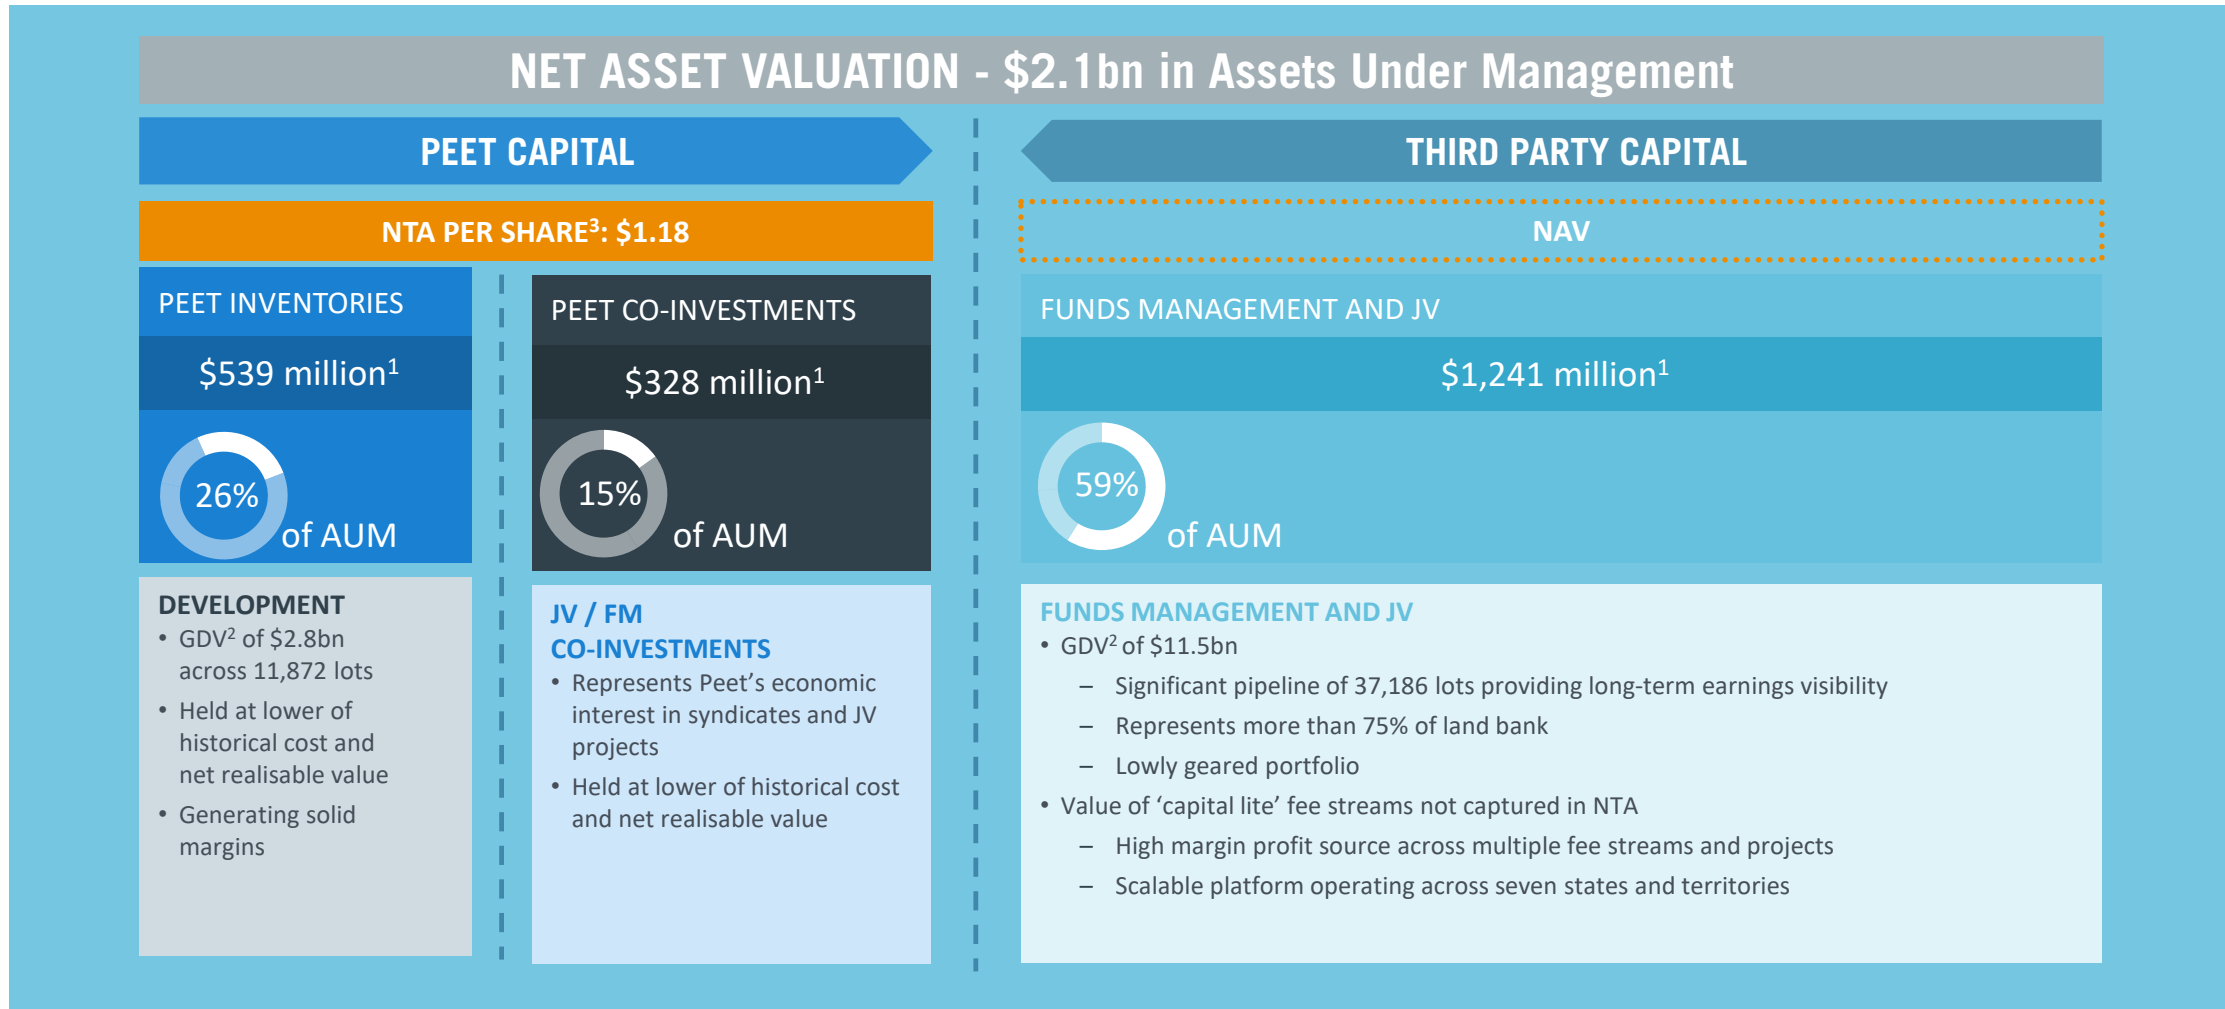 NET ASSET VALUATION - $2.1bn in Assets Under Management
PEET CAPITAL
NTA PER SHARE³: $1.18
PEET INVENTORIES
$539 million¹
26%
of AUM
DEVELOPMENT
• GDV² of $2.8bn
across 11,872 lots
• Held at lower of
historical cost and
net realisable value
• Generating solid
margins
PEET CO-INVESTMENTS
$328 million¹
15%
of AUM
JV / FM
CO-INVESTMENTS
• Represents Peet’s economic
interest in syndicates and JV
projects
• Held at lower of historical cost
and net realisable value
THIRD PARTY CAPITAL
NAV
FUNDS MANAGEMENT AND JV
$1,241 million¹
59%
of AUM
FUNDS MANAGEMENT AND JV
• GDV² of $11.5bn
– Significant pipeline of 37,186 lots providing long-term earnings visibility
– Represents more than 75% of land bank
– Lowly geared portfolio
• Value of ‘capital lite’ fee streams not captured in NTA
– High margin profit source across multiple fee streams and projects
– Scalable platform operating across seven states and territories